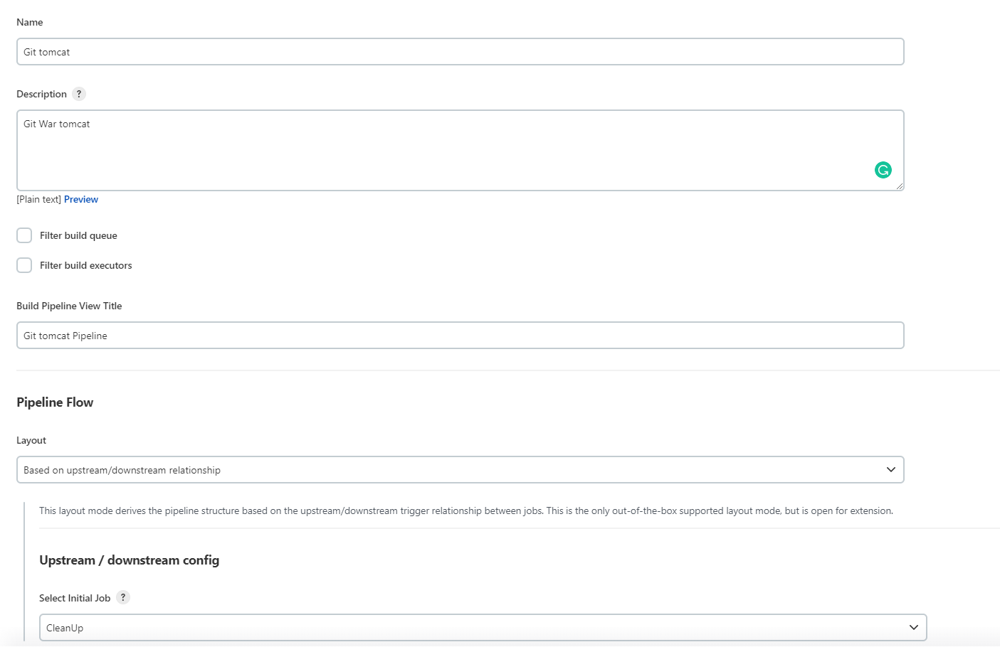 Name
Git tomcat
Description ?
Git War tomcat
[Plain text] Preview
Filter build queue
Filter build executors
Build Pipeline View Title
Git tomcat Pipeline
Pipeline Flow
Layout
Based on upstream/downstream relationship
This layout mode derives the pipeline structure based on the upstream/downstream trigger relationship between jobs. This is the only out-of-the-box supported layout mode, but is open for extension.
Upstream / downstream config
Select Initial Job ?
CleanUp